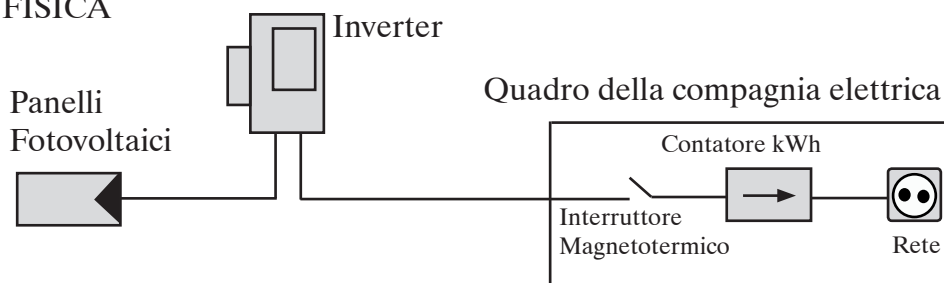 FISICA
Inverter
Quadro della compagnia elettrica
Panelli
Fotovoltaici
Contatore kWh
Interruttore
Magnetotermico
Rete